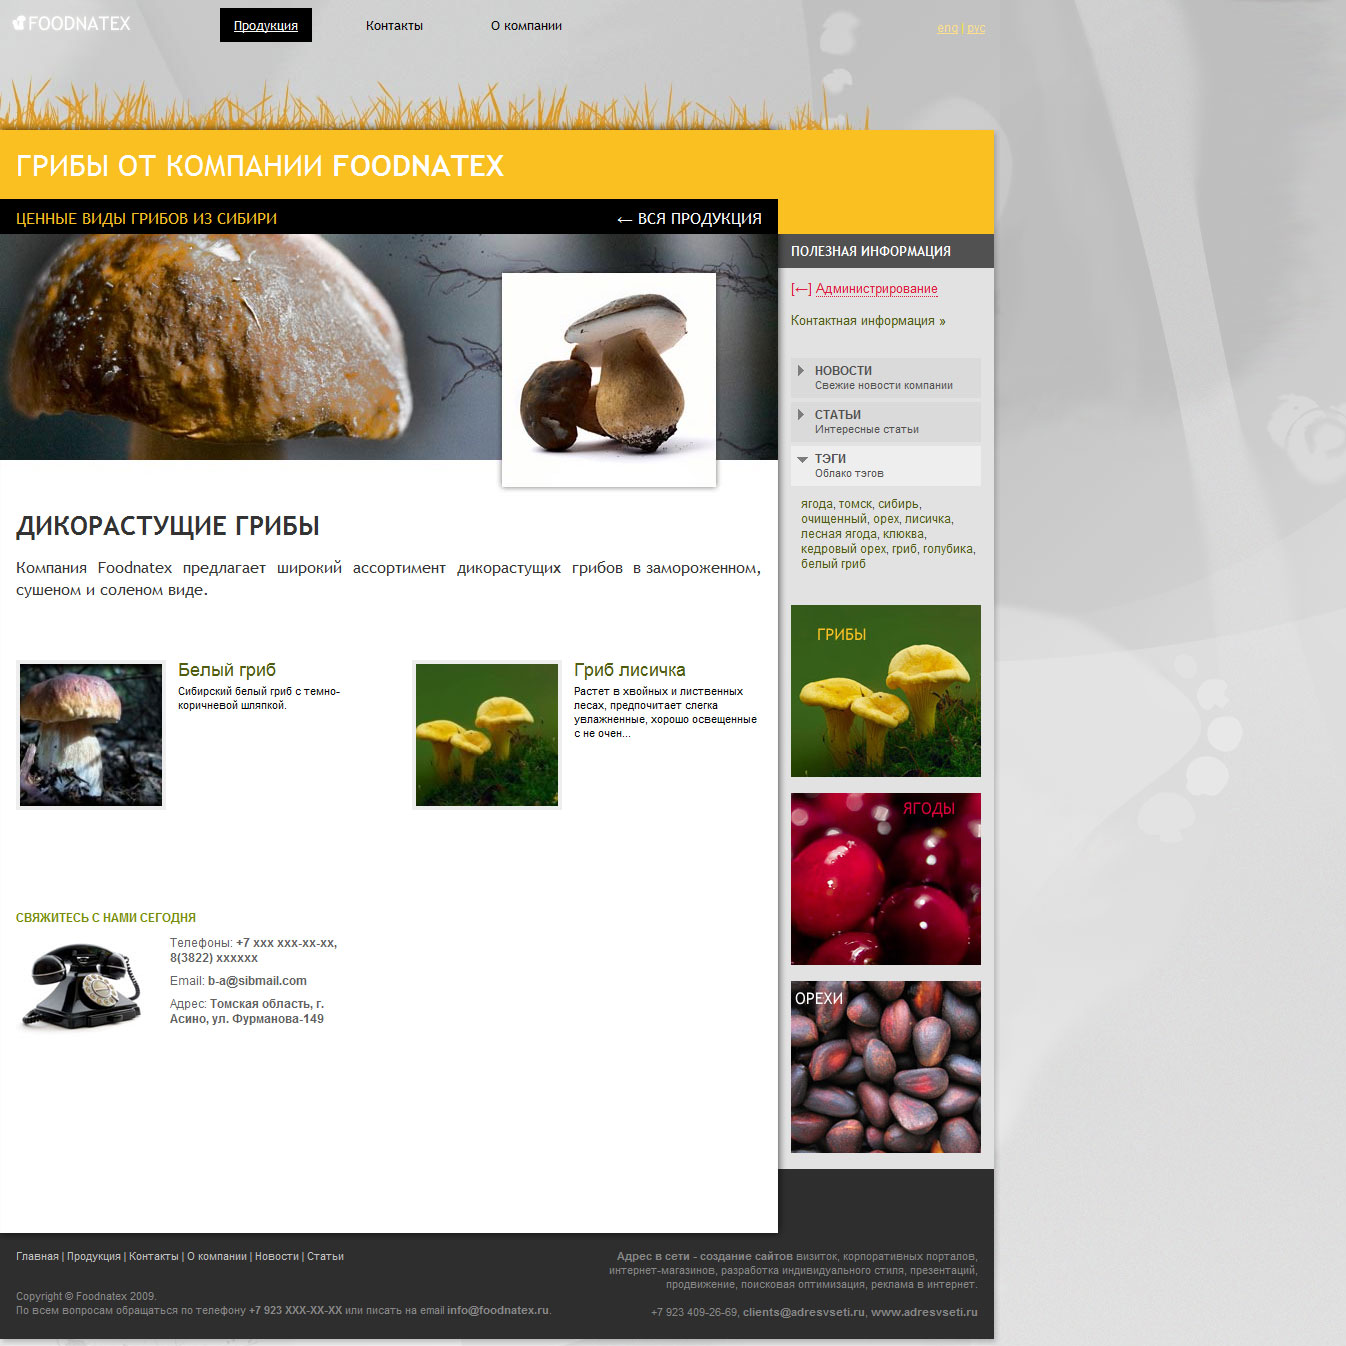 FOODNATEX
Продукция
Контакты
О компании
eng | рус
ГРИБЫ ОТ КОМПАНИИ FOODNATEX
ЦЕННЫЕ ВИДЫ ГРИБОВ ИЗ СИБИРИ
← ВСЯ ПРОДУКЦИЯ
ДИКОРАСТУЩИЕ ГРИБЫ
Компания Foodnatex предлагает широкий ассортимент дикорастущих грибов в замороженном,
сушеном и соленом виде.
Белый гриб
Сибирский белый гриб с темно-
коричневой шляпкой.
Гриб лисичка
Растет в хвойных и лиственных
лесах, предпочитает слегка
увлажненные, хорошо освещенные
с не очен...
СВЯЖИТЕСЬ С НАМИ СЕГОДНЯ
Телефоны: +7 xxx xxx-xx-xx,
8(3822) xxxxxx
Email: b-a@sibmail.com
Адрес: Томская область, г.
Асино, ул. Фурманова-149
ПОЛЕЗНАЯ ИНФОРМАЦИЯ
[←] Администрирование
Контактная информация »
НОВОСТИ
Свежие новости компании
СТАТЬИ
Интересные статьи
ТЭГИ
Облако тэгов
ягода, томск, сибирь,
очищенный, орех, лисичка,
лесная ягода, клюква,
кедровый орех, гриб, голубика,
белый гриб
ГРИБЫ
ЯГОДЫ
ОРЕХИ
Главная | Продукция | Контакты | О компании | Новости | Статьи
Copyright © Foodnatex 2009.
По всем вопросам обращаться по телефону +7 923 XXX-XX-XX или писать на email info@foodnatex.ru.
Адрес в сети - создание сайтов визиток, корпоративных порталов,
интернет-магазинов, разработка индивидуального стиля, презентаций,
продвижение, поисковая оптимизация, реклама в интернет.
+7 923 409-26-69, clients@adresvseti.ru, www.adresvseti.ru